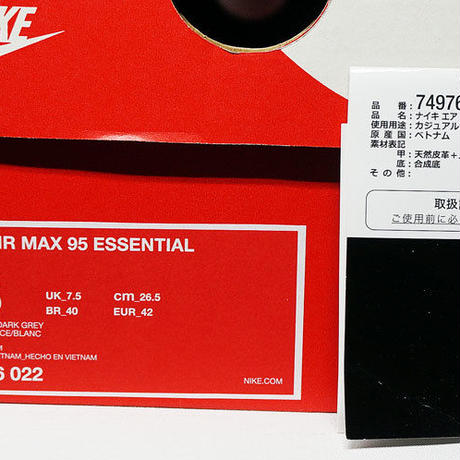 KE
IR MAX 95 ESSENTIAL
UK_7.5 cm_26.5
BR_40 EUR_42
DARK GREY
CE/BLANC
TNAM_HECHO EN VIETNAM
6 022
NIKE.COM
品 番: 74976
品 名: ナイキ エア
使用用途: カジュアル
原 産 国: ベトナム
素材表記
甲: 天然皮革+
底: 合成底
そ の 他:
取扱
ご使用前に必